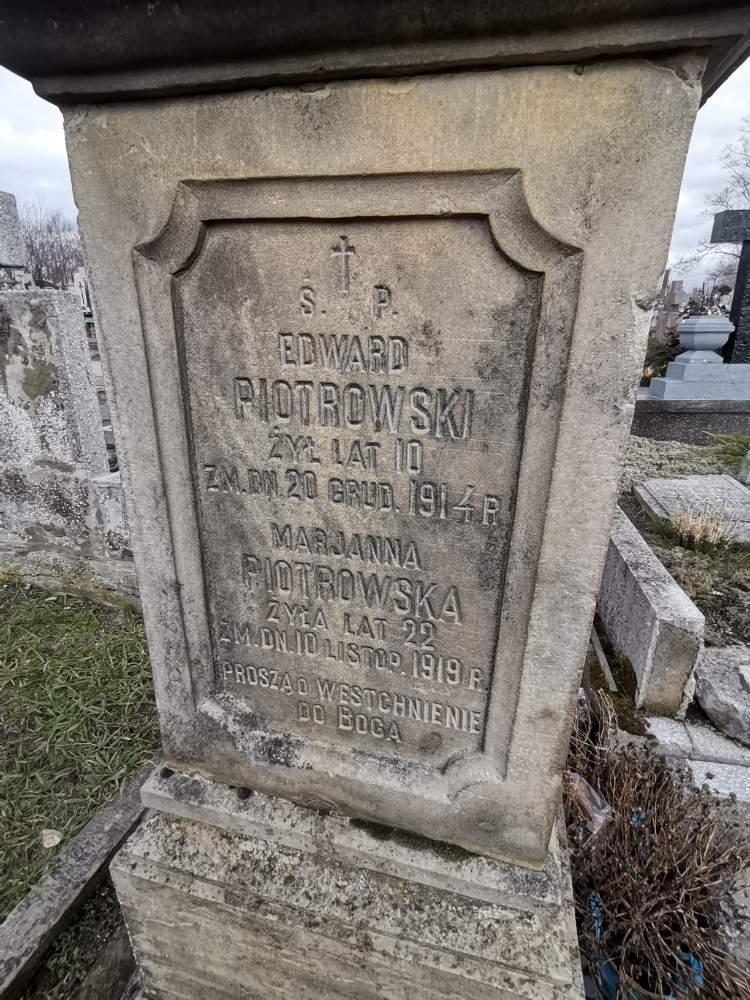 S. P.
EDWARD
PIOTROWSKI
ŻYŁ LAT 10
ZM. DN. 20 GRUD. 1914 R
MARJANNA
PIOTROWSKA
ŻYŁA LAT 22
ZM. DN. 10 LISTOP. 1919 R
PROSZĄ O WESTCHNIENIE
DO BOGA